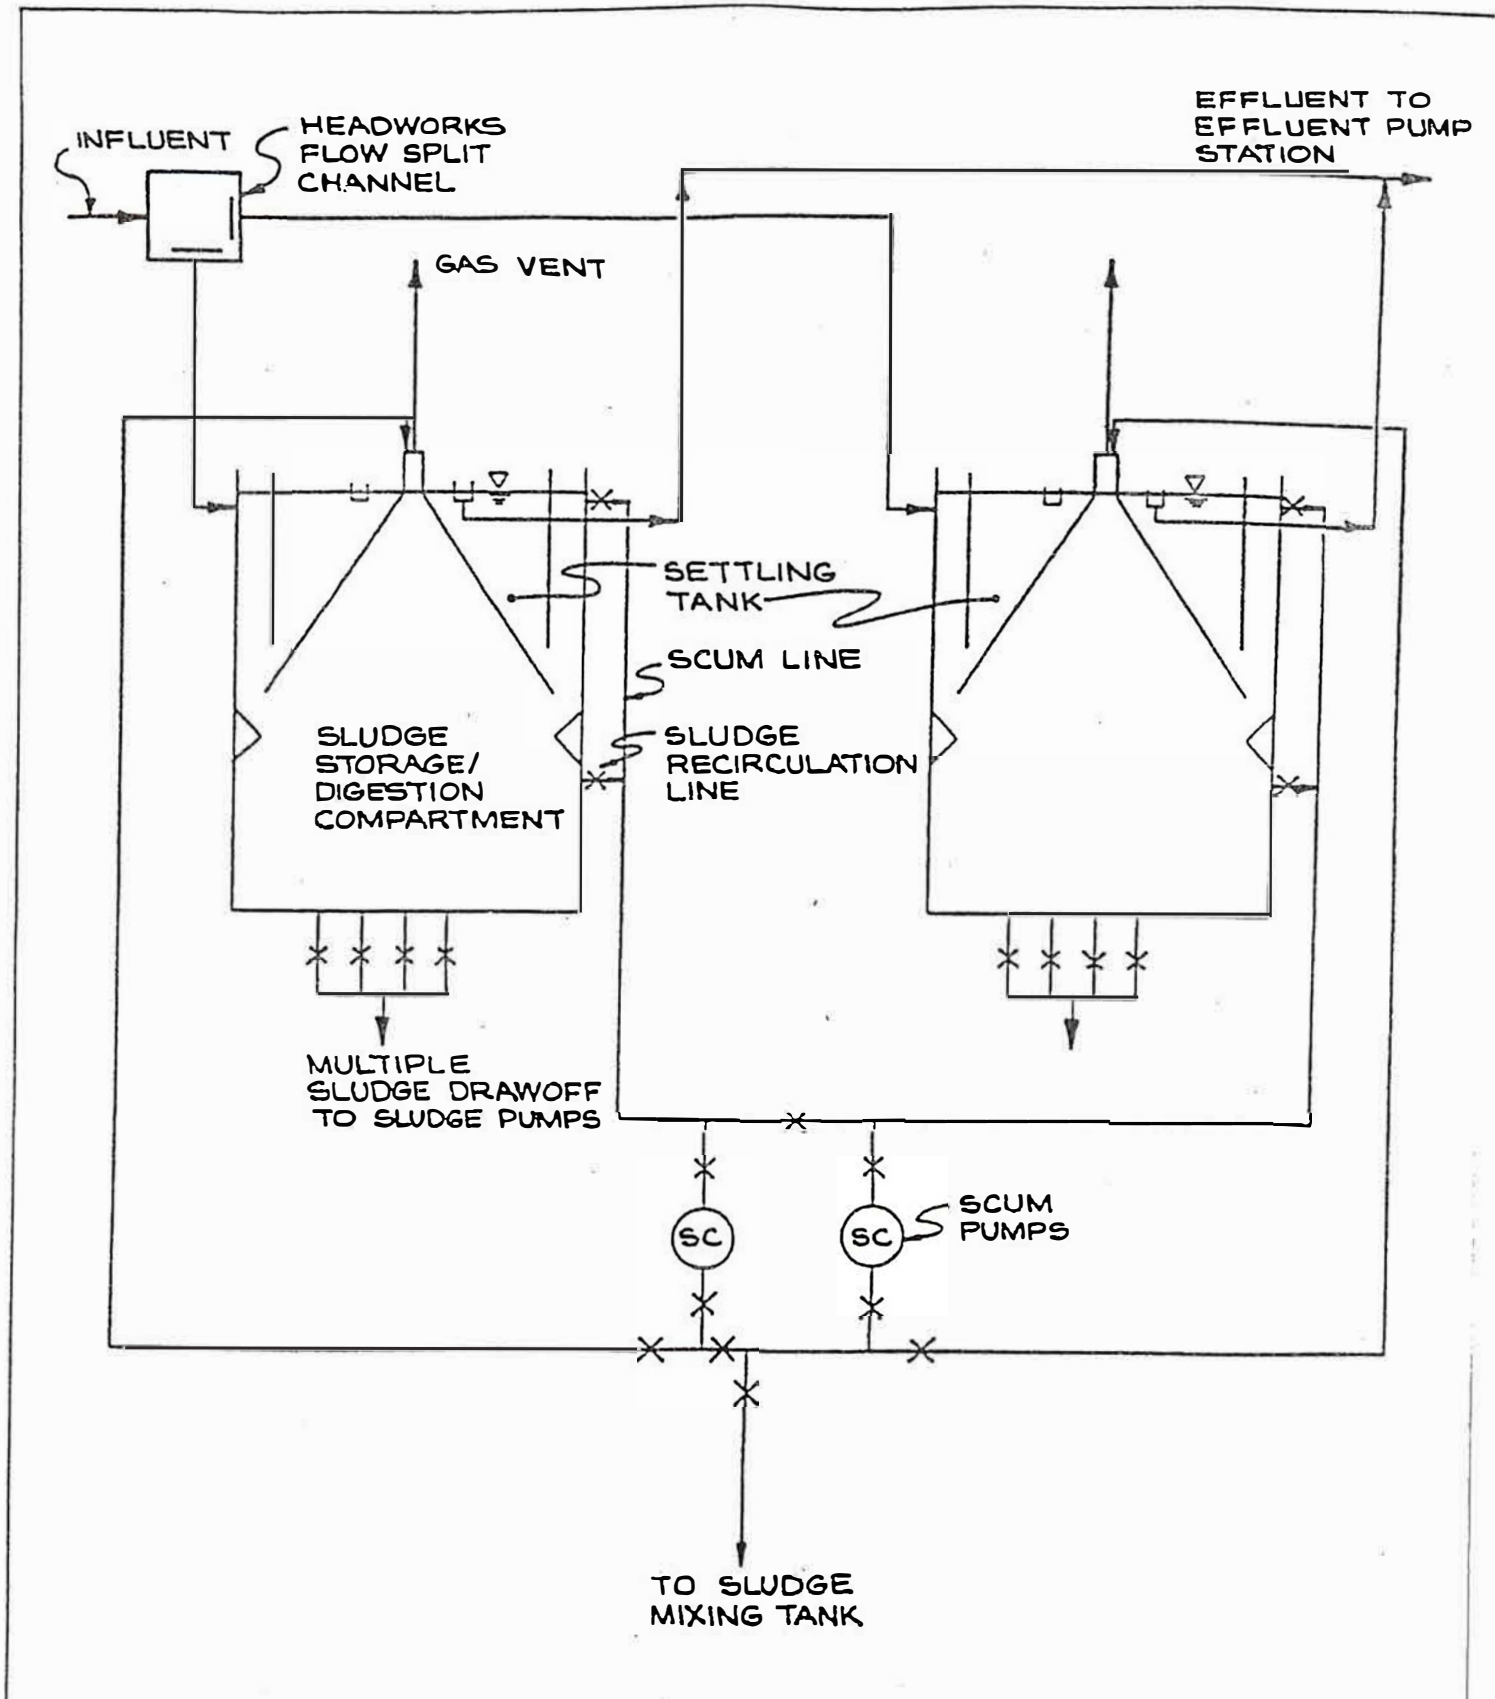 INFLUENT
HEADWORKS
FLOW SPLIT
CHANNEL
EFFLUENT TO
EFFLUENT PUMP
STATION
GAS VENT
SETTLING
TANK
SCUM LINE
SLUDGE
RECIRCULATION
LINE
SLUDGE
STORAGE/
DIGESTION
COMPARTMENT
MULTIPLE
SLUDGE DRAWOFF
TO SLUDGE PUMPS
SC
SC
SCUM
PUMPS
TO SLUDGE
MIXING TANK